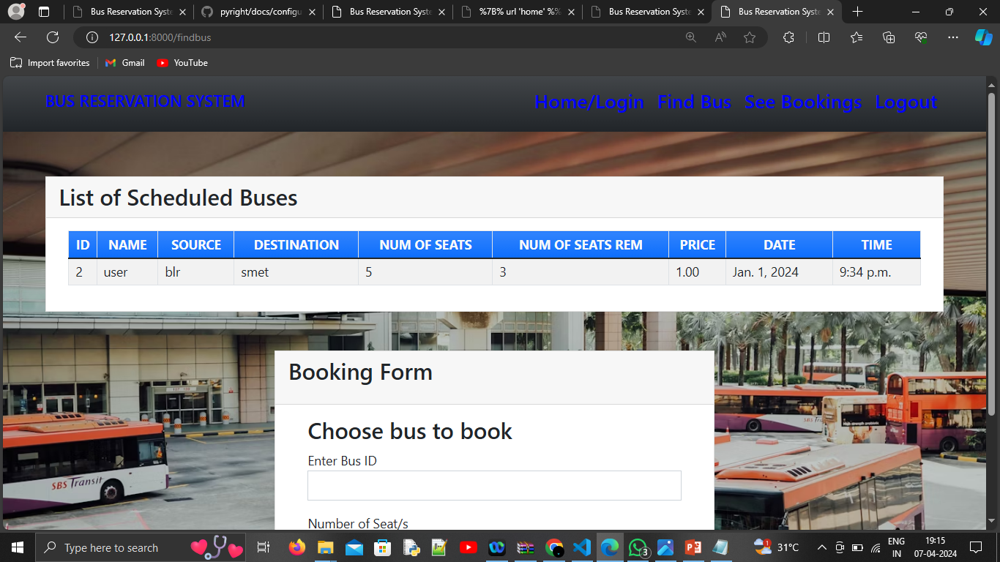 Bus Reservation Syste
pyright/docs/configu
Bus Reservation Syste
%7B% url 'home' %%
Bus Reservation Syste
Bus Reservation Syste
127.0.0.1:8000/findbus
Import favorites
Gmail
YouTube
BUS RESERVATION SYSTEM
Home/Login Find Bus See Bookings Logout
List of Scheduled Buses
ID NAME SOURCE DESTINATION NUM OF SEATS NUM OF SEATS REM PRICE DATE TIME
2 user blr smet 5 3 1.00 Jan. 1, 2024 9:34 p.m.
Booking Form
Choose bus to book
Enter Bus ID
Number of Seat/s
SBS Transit
Type here to search
3
1
31°C
ENG
IN
19:15
07-04-2024